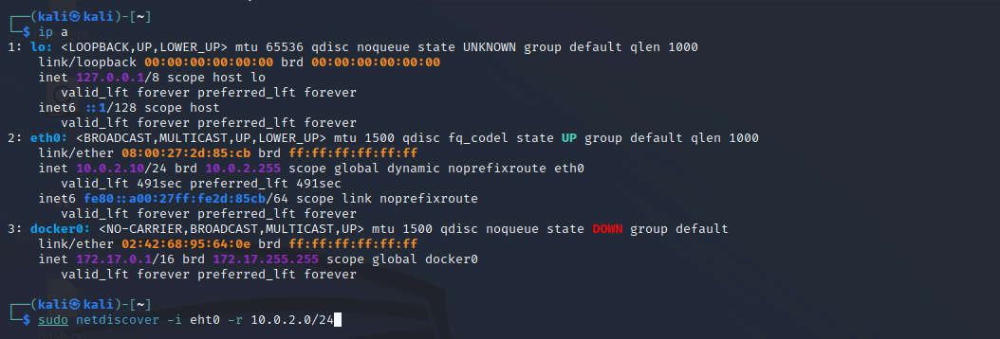 ┌──(kali㉿kali)-[~]
└─$ ip a
1: lo: <LOOPBACK,UP,LOWER_UP> mtu 65536 qdisc noqueue state UNKNOWN group default qlen 1000
    link/loopback 00:00:00:00:00:00 brd 00:00:00:00:00:00
    inet 127.0.0.1/8 scope host lo
       valid_lft forever preferred_lft forever
    inet6 ::1/128 scope host
       valid_lft forever preferred_lft forever
2: eth0: <BROADCAST,MULTICAST,UP,LOWER_UP> mtu 1500 qdisc fq_codel state UP group default qlen 1000
    link/ether 08:00:27:2d:85:cb brd ff:ff:ff:ff:ff:ff
    inet 10.0.2.10/24 brd 10.0.2.255 scope global dynamic noprefixroute eth0
       valid_lft 491sec preferred_lft 491sec
    inet6 fe80::a00:27ff:fe2d:85cb/64 scope link noprefixroute
       valid_lft forever preferred_lft forever
3: docker0: <NO-CARRIER,BROADCAST,MULTICAST,UP> mtu 1500 qdisc noqueue state DOWN group default
    link/ether 02:42:68:95:64:0e brd ff:ff:ff:ff:ff:ff
    inet 172.17.0.1/16 brd 172.17.255.255 scope global docker0
       valid_lft forever preferred_lft forever
┌──(kali㉿kali)-[~]
└─$ sudo netdiscover -i eht0 -r 10.0.2.0/24